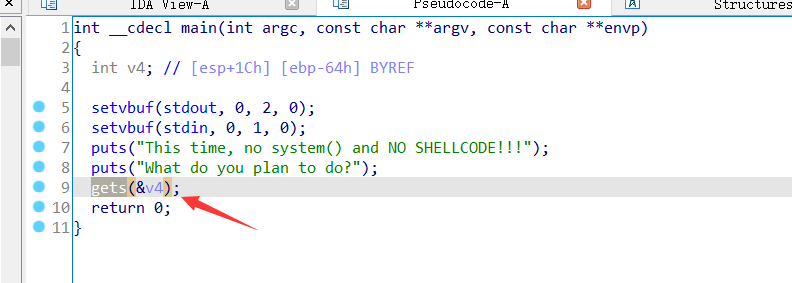 IDA View-A Pseudocode-A Structures
1 int __cdecl main(int argc, const char **argv, const char **envp)
2 {
3 int v4; // [esp+1Ch] [ebp-64h] BYREF
4
5 setvbuf(stdout, 0, 2, 0);
6 setvbuf(stdin, 0, 1, 0);
7 puts("This time, no system() and NO SHELLCODE!!!");
8 puts("What do you plan to do?");
9 gets(&v4);
10 return 0;
11 }